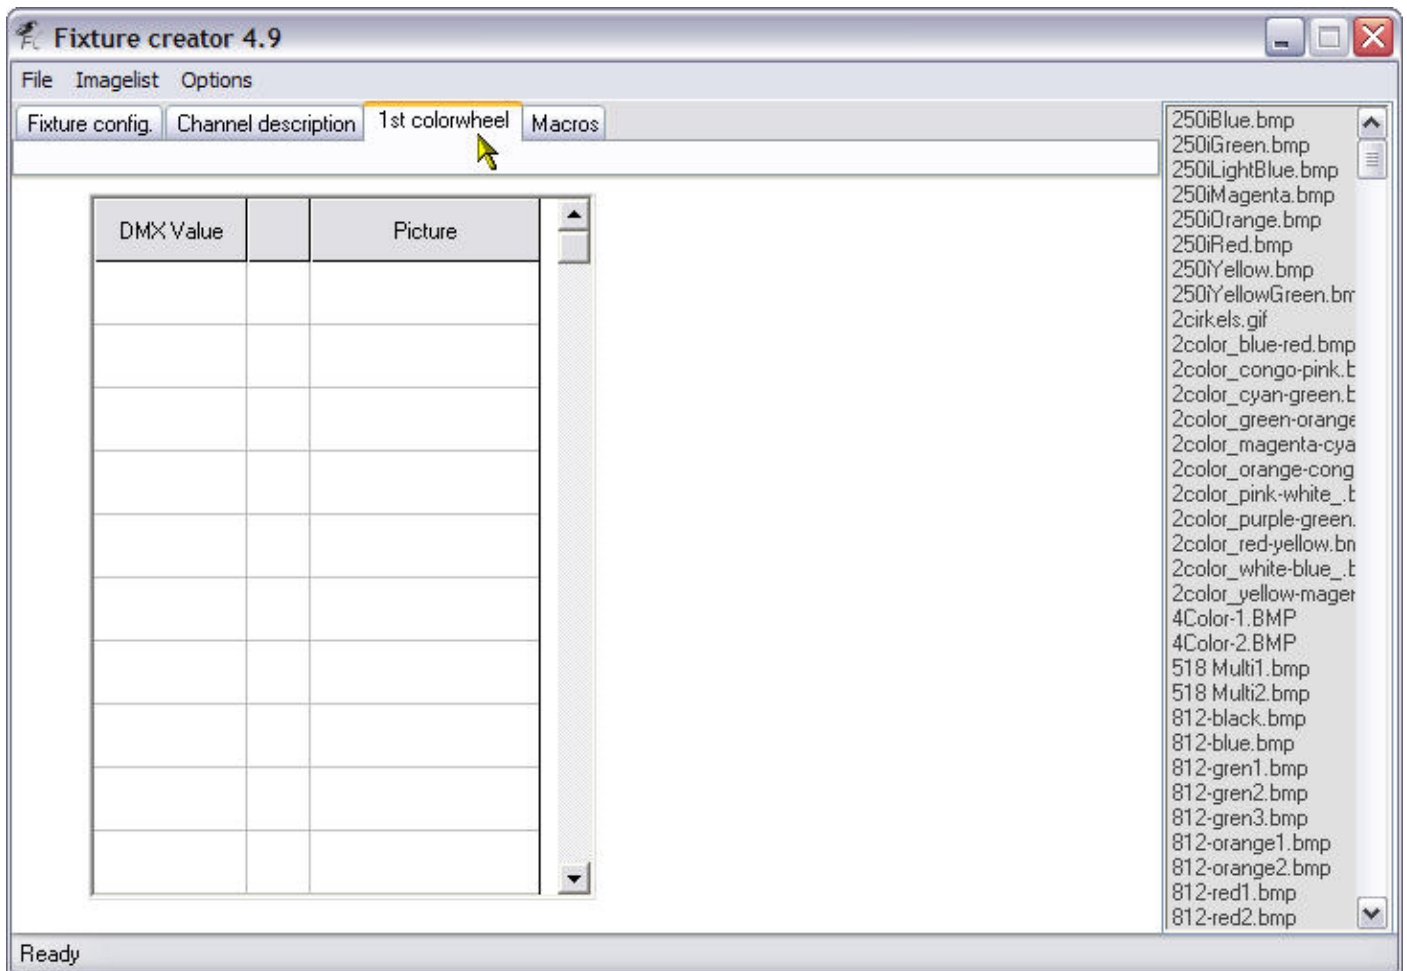 Fixture creator 4.9
File Imagelist Options
Fixture config. Channel description 1st colorwheel Macros
DMX Value Picture
250iBlue.bmp
250iGreen.bmp
250iLightBlue.bmp
250iMagenta.bmp
250iOrange.bmp
250iRed.bmp
250iYellow.bmp
250iYellowGreen.bm
2cirkels.gif
2color_blue-red.bmp
2color_congo-pink.b
2color_cyan-green.b
2color_green-orange
2color_magenta-cya
2color_orange-cong
2color_pink-white_.b
2color_purple-green.
2color_red-yellow.bm
2color_white-blue_.b
2color_yellow-magen
4Color-1.BMP
4Color-2.BMP
518 Multi1.bmp
518 Multi2.bmp
812-black.bmp
812-blue.bmp
812-gren1.bmp
812-gren2.bmp
812-gren3.bmp
812-orange1.bmp
812-orange2.bmp
812-red1.bmp
812-red2.bmp
Ready